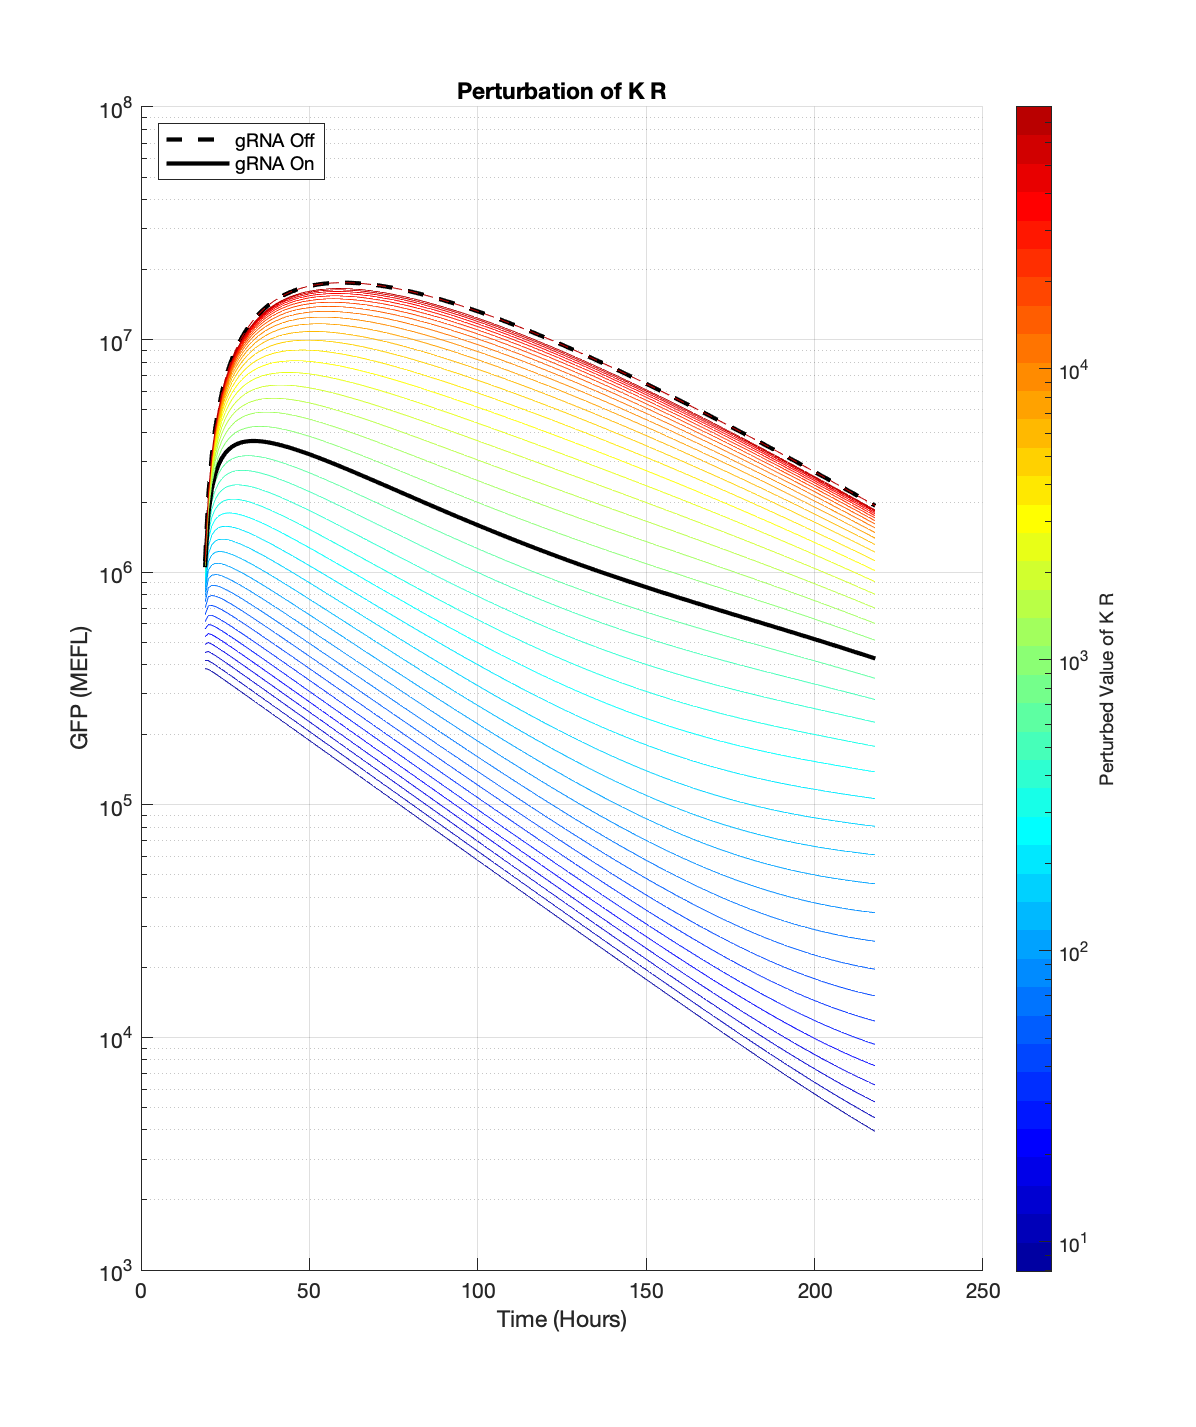 Perturbation of K R
gRNA Off
gRNA On
10^8
10^7
10^6
10^5
10^4
10^3
GFP (MEFL)
0 50 100 150 200 250
Time (Hours)
10^4
10^3
10^2
10^1
Perturbed Value of K R